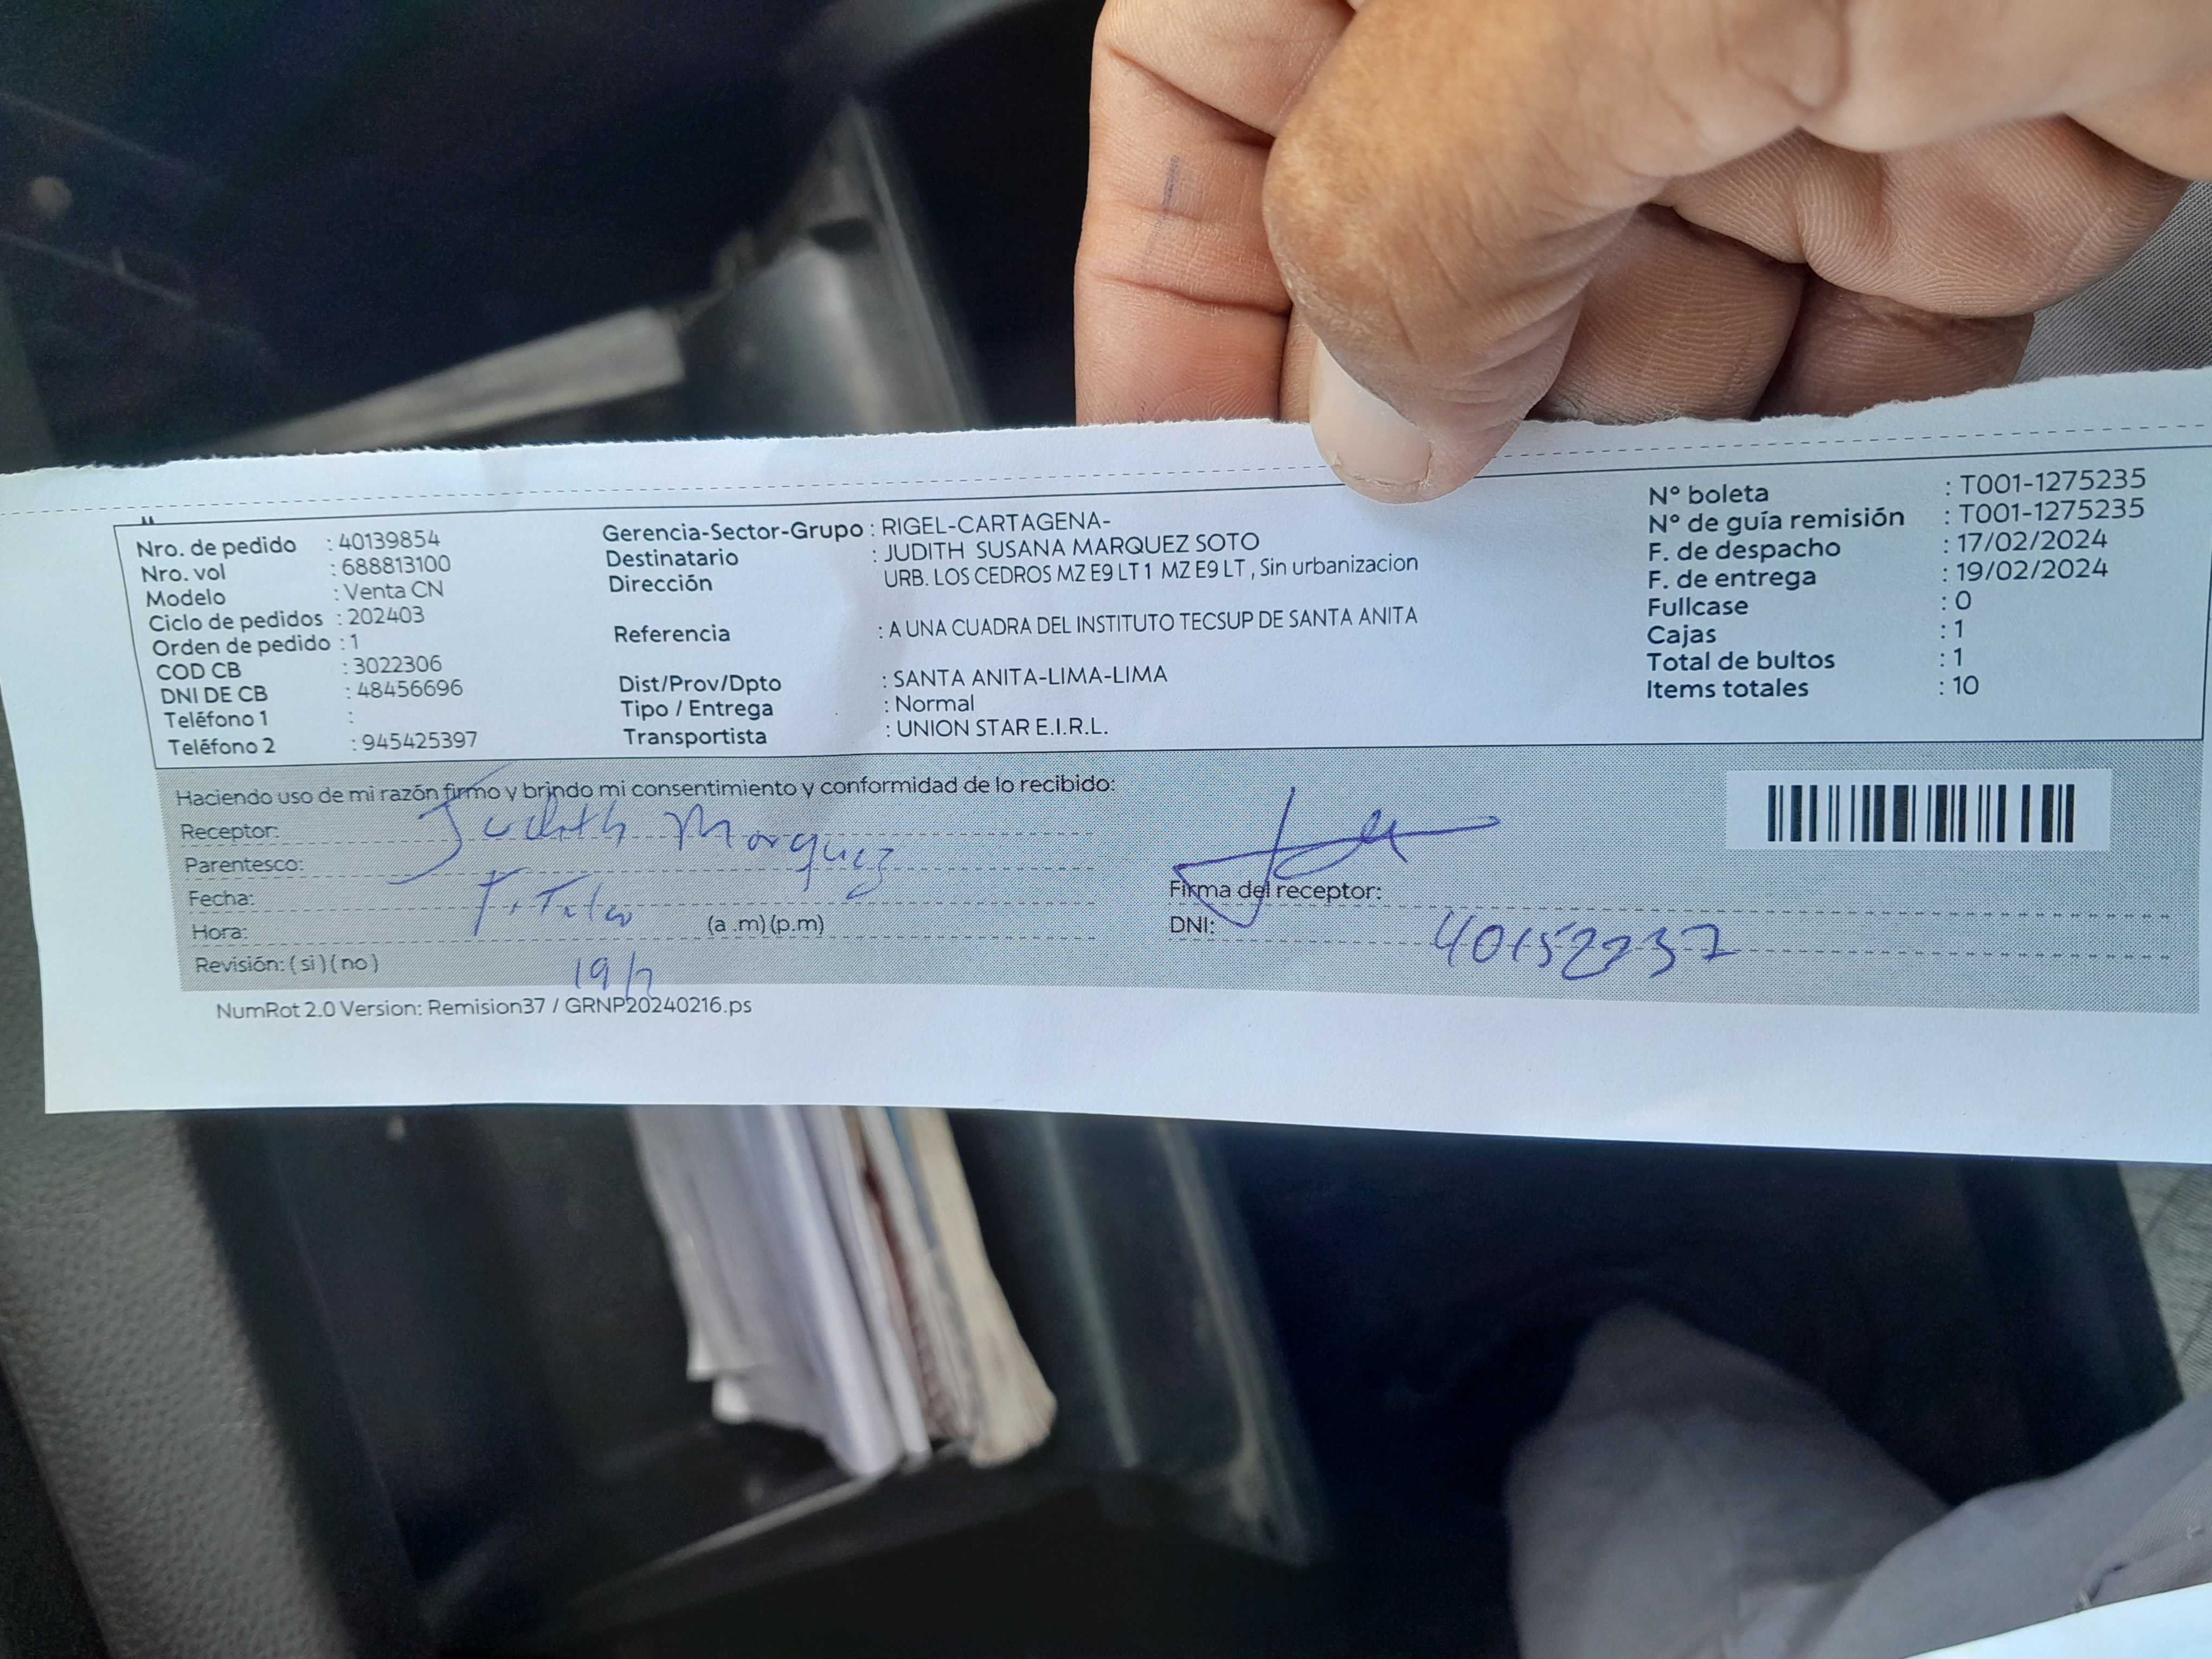 Nro. de pedido : 40139854
Nro. vol : 688813100
Modelo : Venta CN
Ciclo de pedidos : 202403
Orden de pedido : 1
COD CB : 3022306
DNI DE CB : 48456696
Teléfono 1 :
Teléfono 2 : 945425397
Gerencia-Sector-Grupo : RIGEL-CARTAGENA-
Destinatario : JUDITH SUSANA MARQUEZ SOTO
Dirección URB. LOS CEDROS MZ E9 LT 1 MZ E9 LT , Sin urbanizacion
Referencia : A UNA CUADRA DEL INSTITUTO TECSUP DE SANTA ANITA
Dist/Prov/Dpto : SANTA ANITA-LIMA-LIMA
Tipo / Entrega : Normal
Transportista : UNION STAR E.I.R.L.
N° boleta : T001-1275235
N° de guía remisión : T001-1275235
F. de despacho : 17/02/2024
F. de entrega : 19/02/2024
Fullcase : 0
Cajas : 1
Total de bultos : 1
Items totales : 10
Haciendo uso de mi razón firmo y brindo mi consentimiento y conformidad de lo recibido:
Receptor: Judith Marquez
Parentesco:
Fecha:
Hora: (a .m) (p.m)
Revisión: ( si ) ( no ) 19/2
Firma del receptor:
DNI: 40152237
NumRot 2.0 Version: Remision37 / GRNP20240216.ps